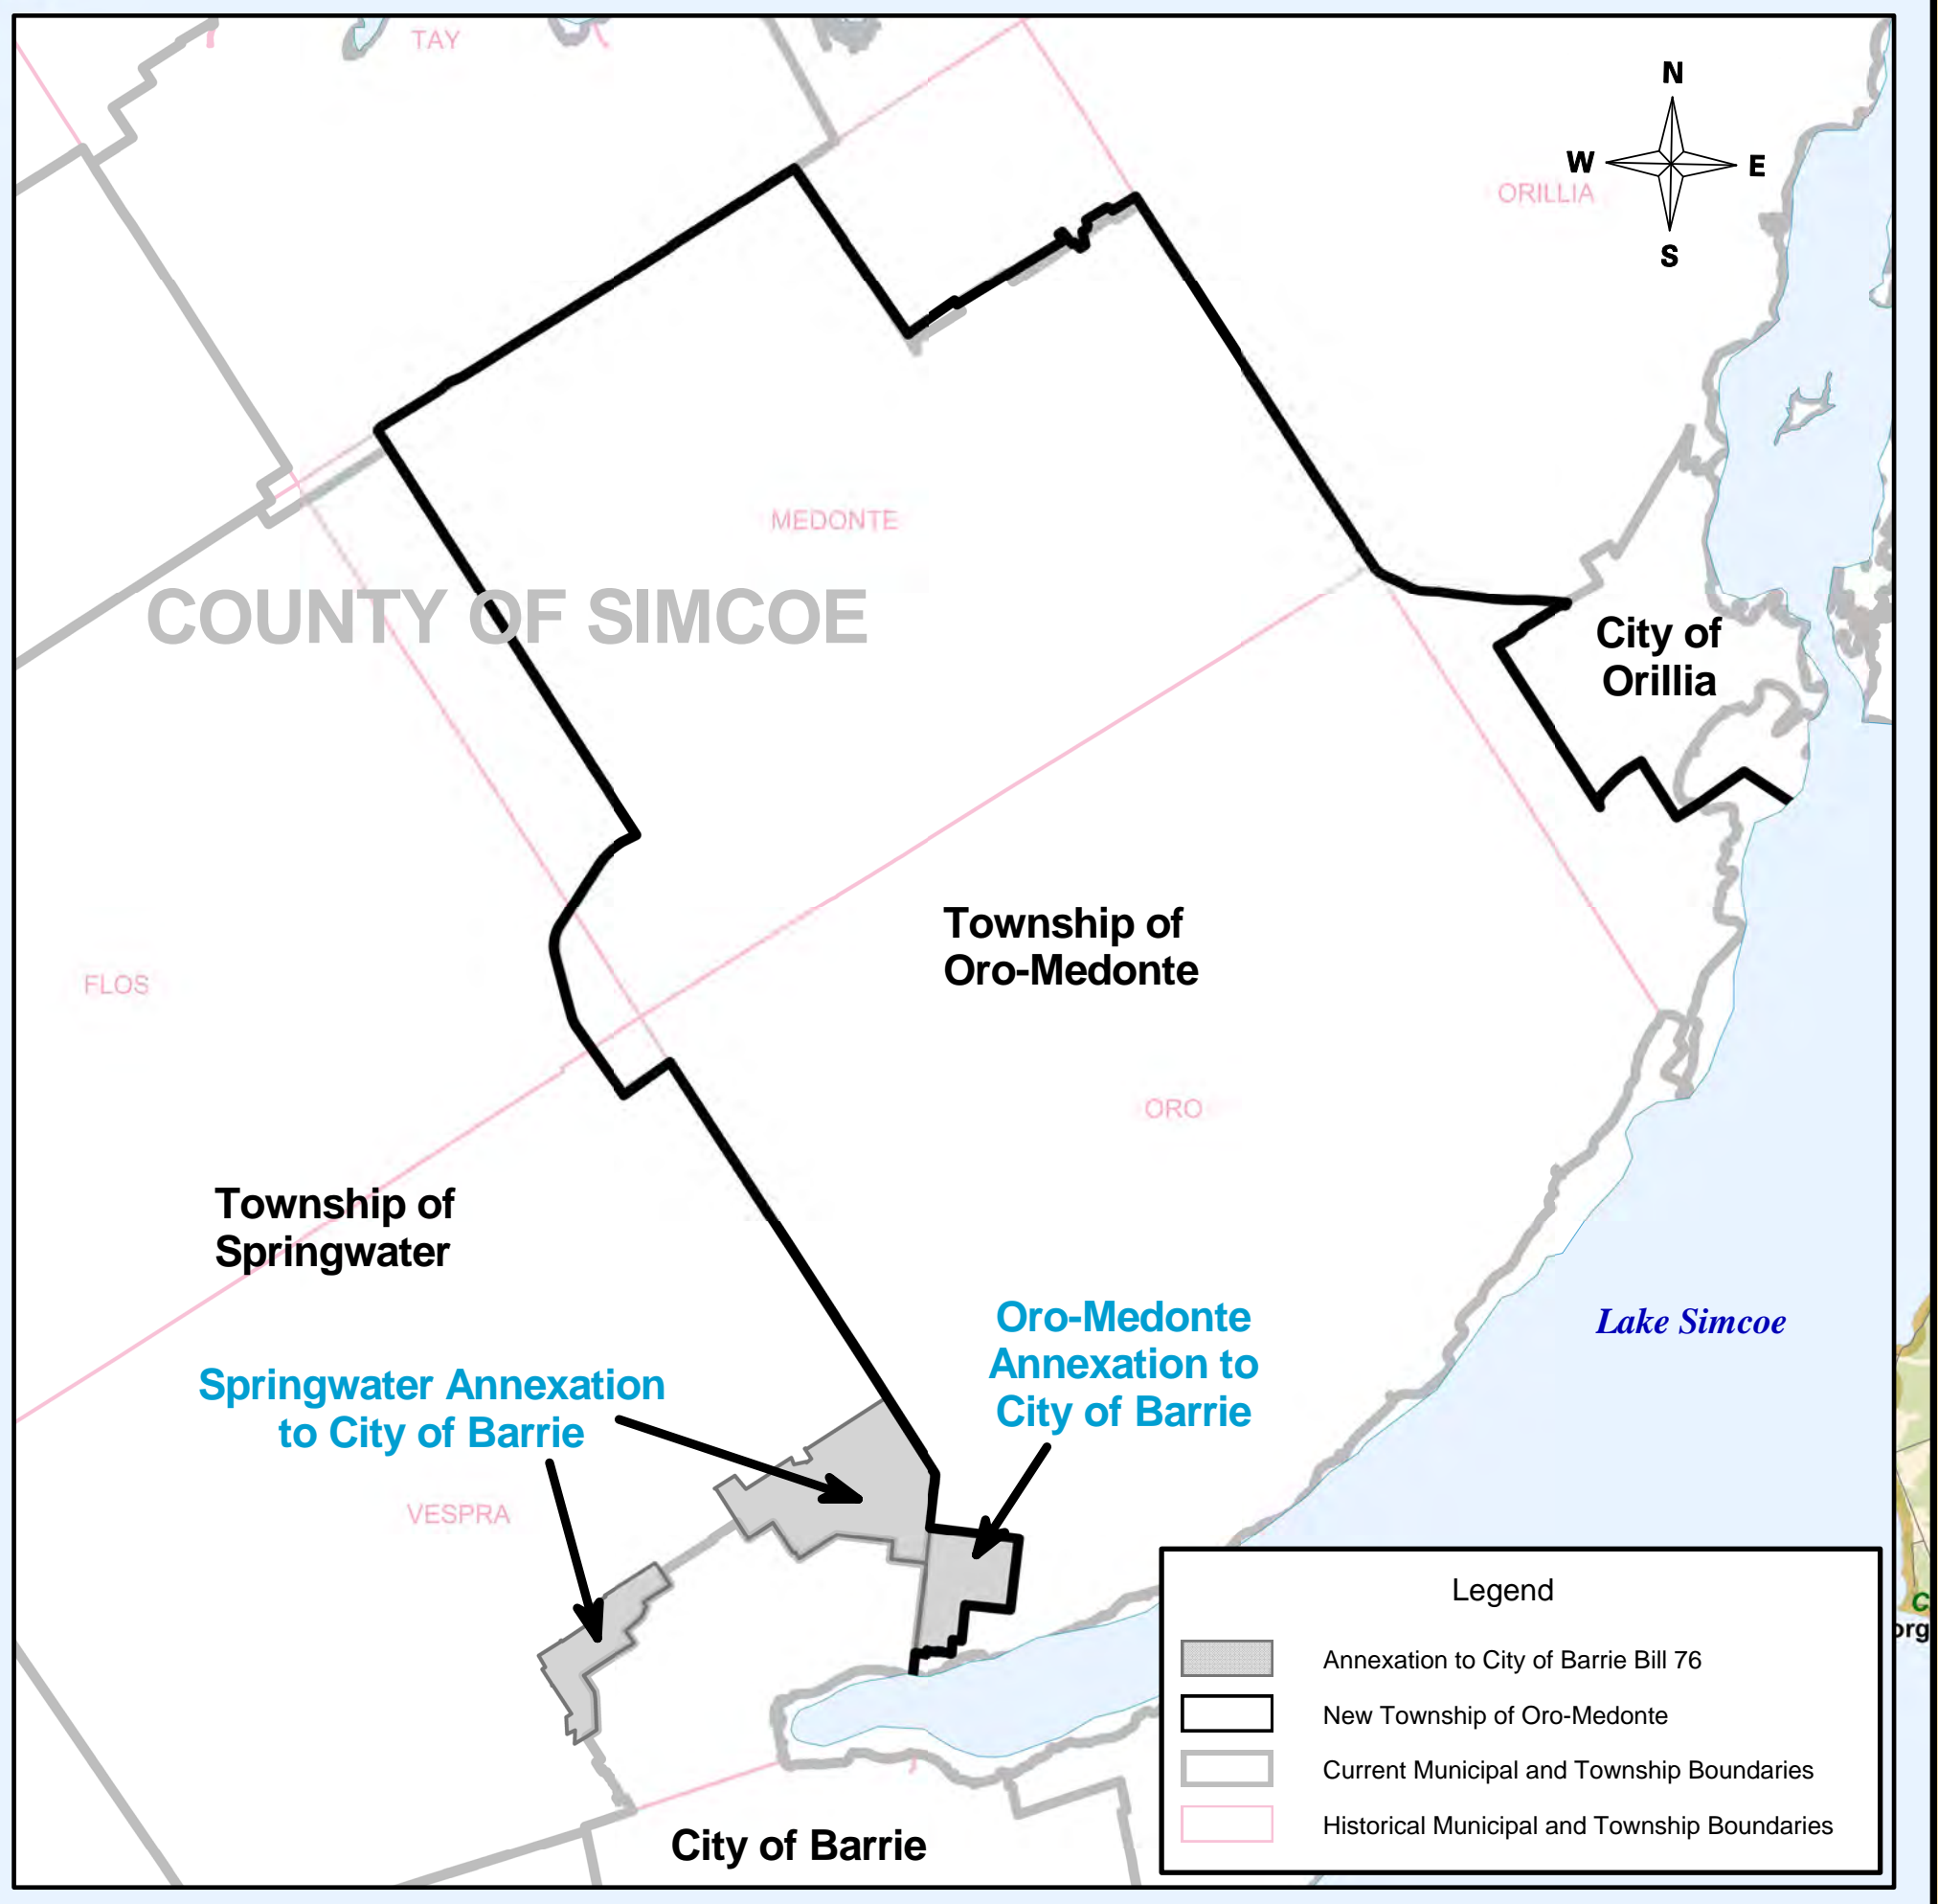 TAY
N
W
E
S
ORILLIA
MEDONTE
COUNTY OF SIMCOE
City of
Orillia
Township of
Oro-Medonte
FLOS
ORO
Township of
Springwater
Oro-Medonte
Annexation to
City of Barrie
Lake Simcoe
Springwater Annexation
to City of Barrie
VESPRA
Legend
Annexation to City of Barrie Bill 76
New Township of Oro-Medonte
Current Municipal and Township Boundaries
Historical Municipal and Township Boundaries
City of Barrie